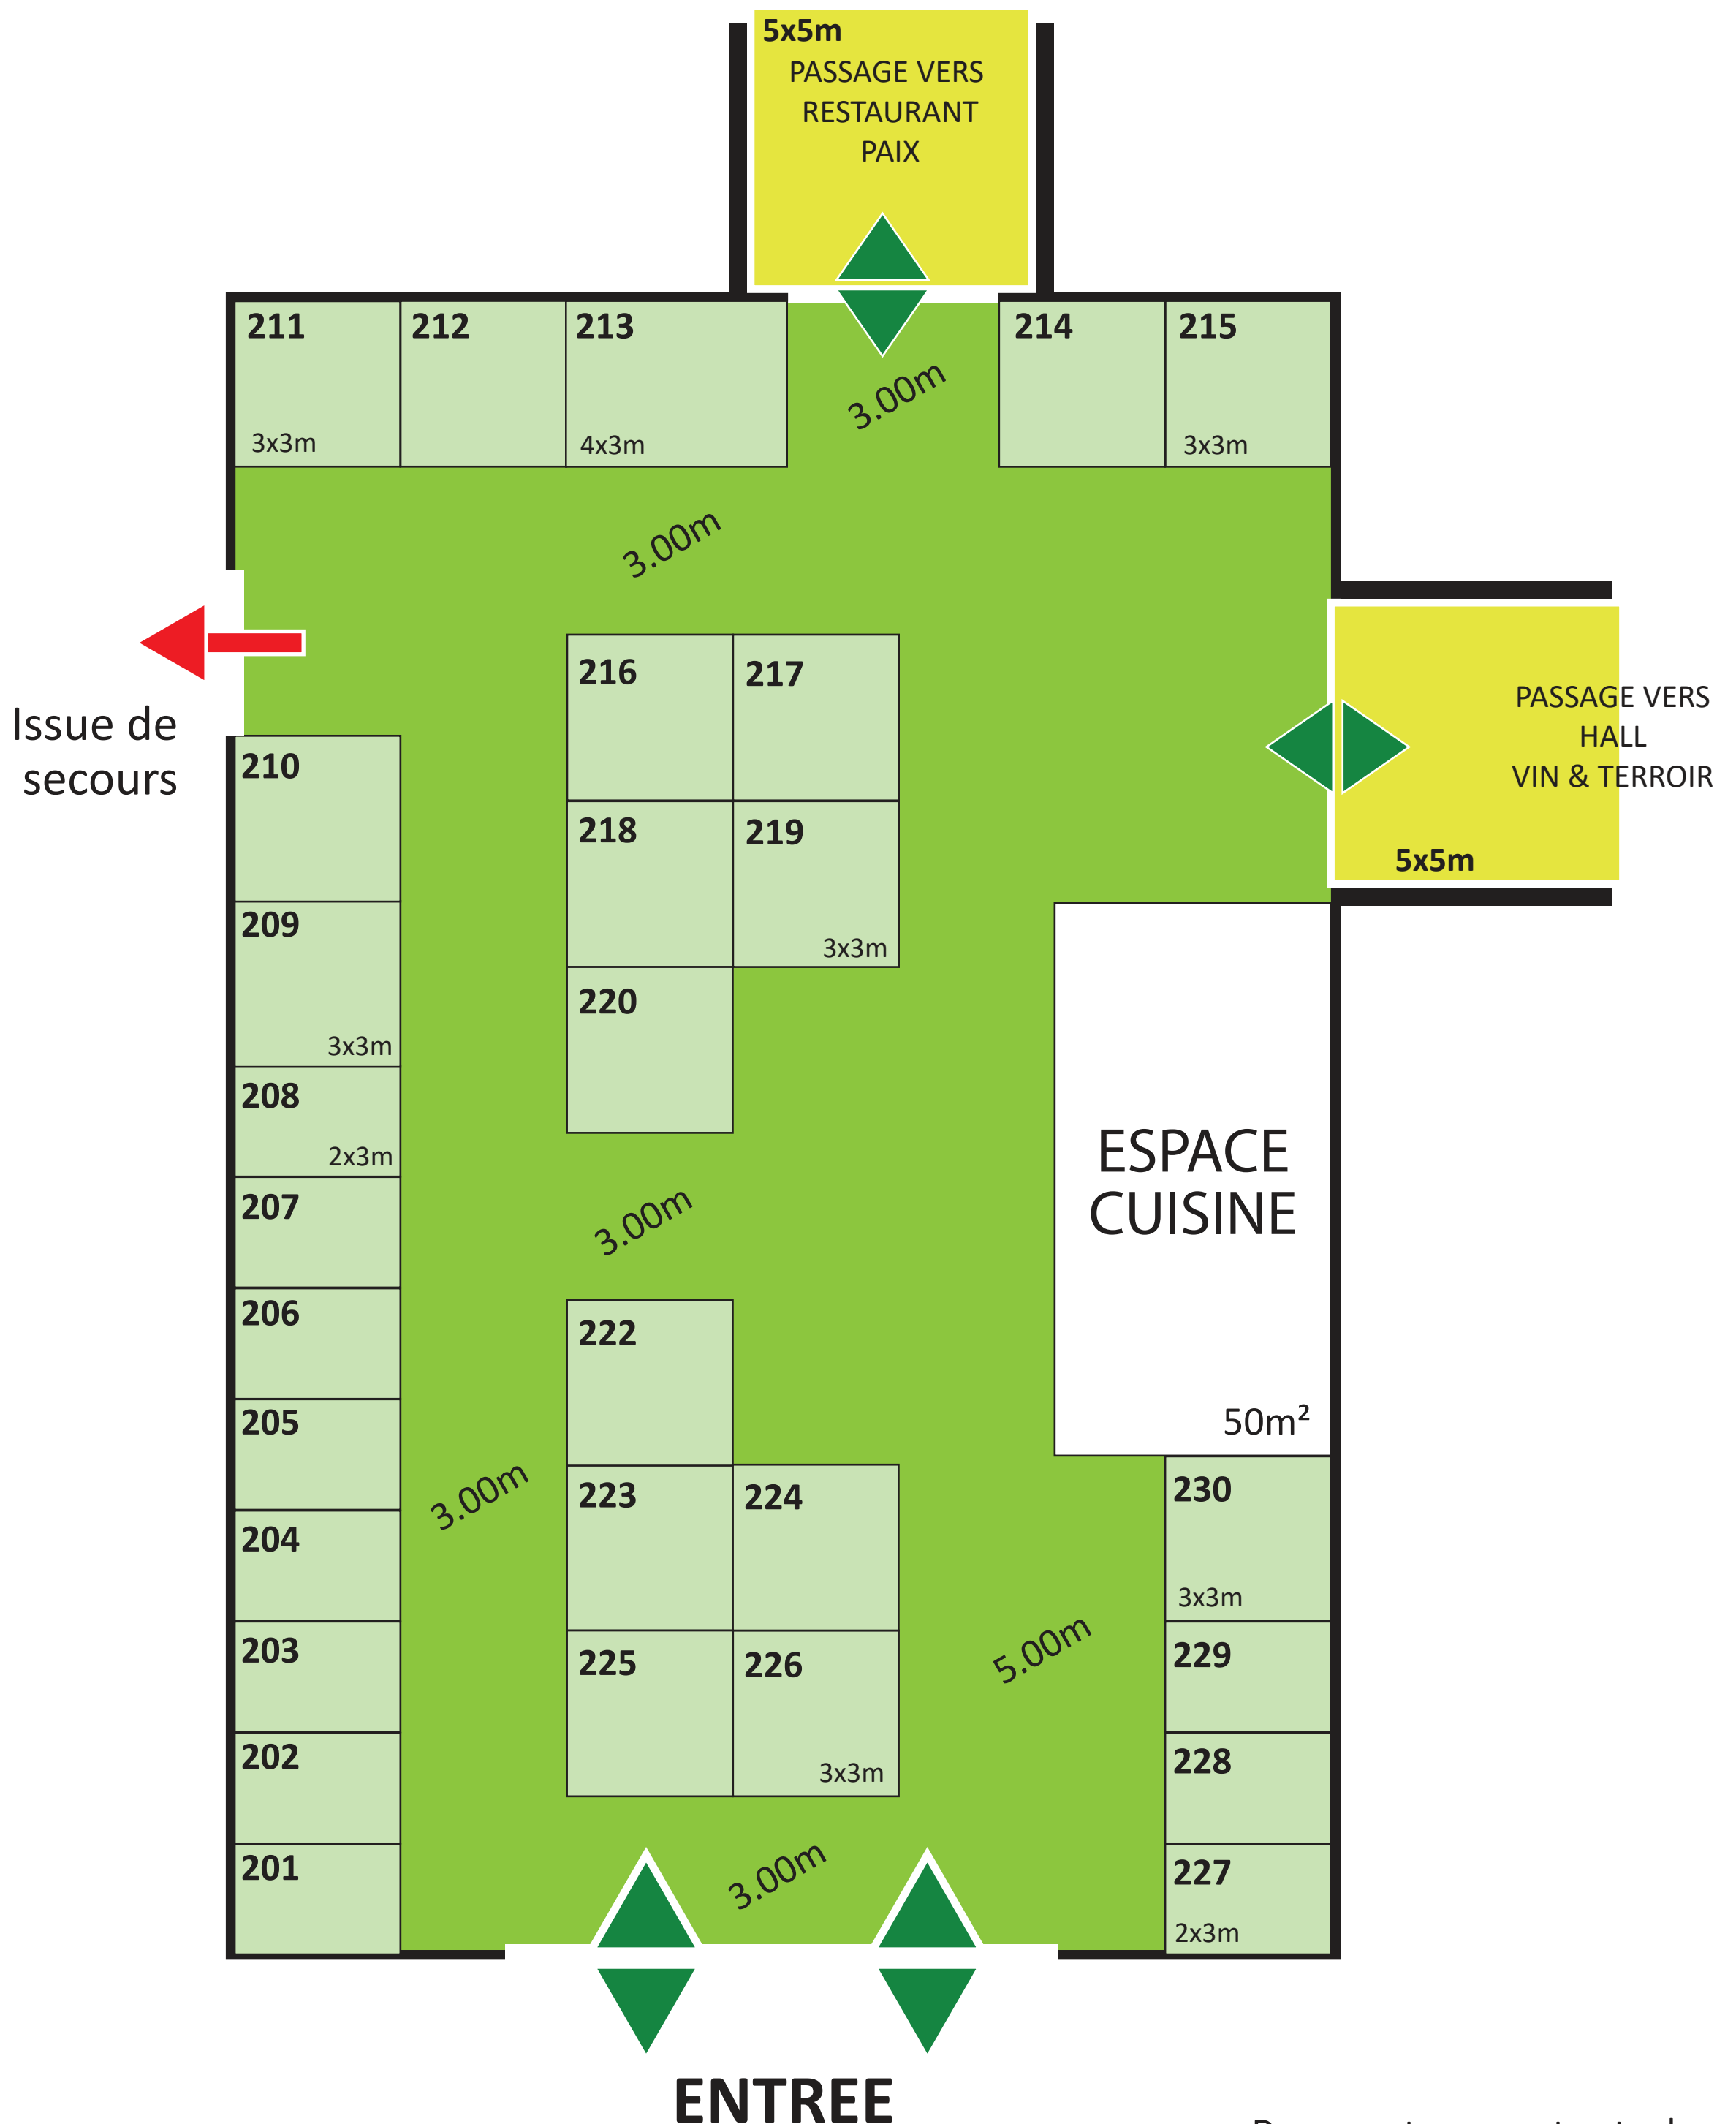 5x5m
PASSAGE VERS
RESTAURANT
PAIX
211
212
213
214
215
3x3m
4x3m
3x3m
3.00m
3.00m
Issue de
secours
216
217
PASSAGE VERS
HALL
VIN & TERROIR
5x5m
210
218
219
3x3m
209
3x3m
220
208
2x3m
207
3.00m
ESPACE
CUISINE
50m²
206
222
205
223
224
3.00m
230
3x3m
204
203
225
226
3x3m
5.00m
229
202
228
201
3.00m
227
2x3m
ENTREE